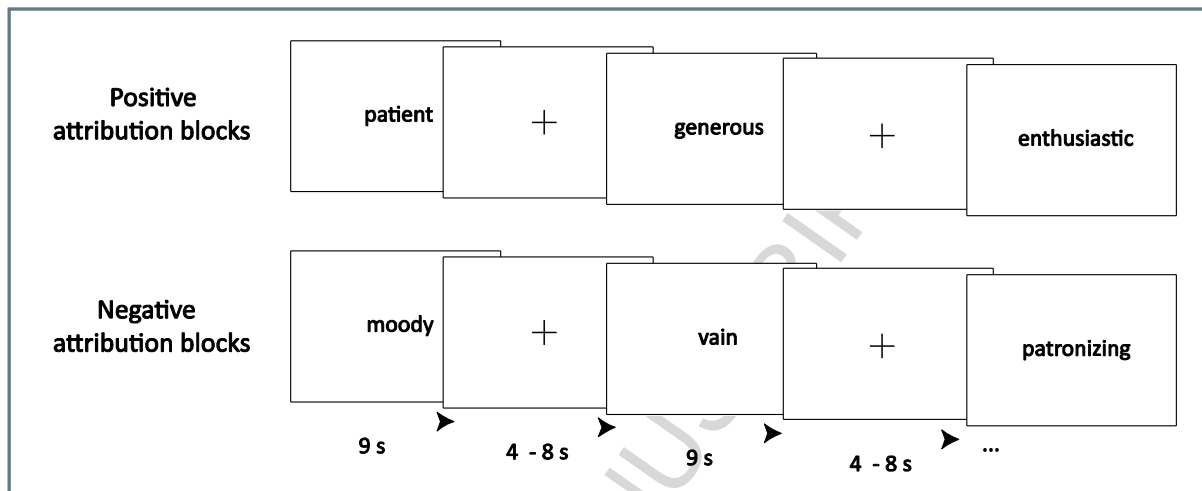 Positive
attribution blocks
patient
+
generous
+
enthusiastic
Negative
attribution blocks
moody
+
vain
+
patronizing
9 s
4 - 8 s
9 s
4 - 8 s
...